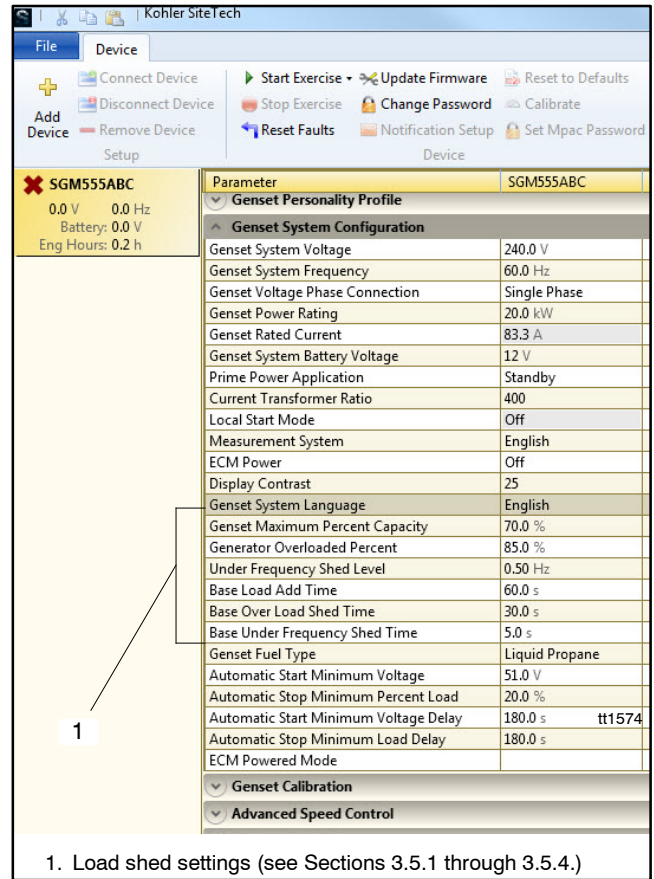 Kohler SiteTech
File Device
Add Device
Connect Device
Disconnect Device
Remove Device
Setup
Start Exercise
Stop Exercise
Reset Faults
Update Firmware
Change Password
Notification Setup
Reset to Defaults
Calibrate
Set Mpac Password
Device
SGM555ABC
0.0 V 0.0 Hz
Battery: 0.0 V
Eng Hours: 0.2 h
Parameter SGM555ABC
Genset Personality Profile
Genset System Configuration
Genset System Voltage 240.0 V
Genset System Frequency 60.0 Hz
Genset Voltage Phase Connection Single Phase
Genset Power Rating 20.0 kW
Genset Rated Current 83.3 A
Genset System Battery Voltage 12 V
Prime Power Application Standby
Current Transformer Ratio 400
Local Start Mode Off
Measurement System English
ECM Power Off
Display Contrast 25
Genset System Language English
Genset Maximum Percent Capacity 70.0 %
Generator Overloaded Percent 85.0 %
Under Frequency Shed Level 0.50 Hz
Base Load Add Time 60.0 s
Base Over Load Shed Time 30.0 s
Base Under Frequency Shed Time 5.0 s
Genset Fuel Type Liquid Propane
Automatic Start Minimum Voltage 51.0 V
Automatic Stop Minimum Percent Load 20.0 %
Automatic Start Minimum Voltage Delay 180.0 s tt1574
Automatic Stop Minimum Load Delay 180.0 s
ECM Powered Mode
Genset Calibration
Advanced Speed Control
1
1. Load shed settings (see Sections 3.5.1 through 3.5.4.)